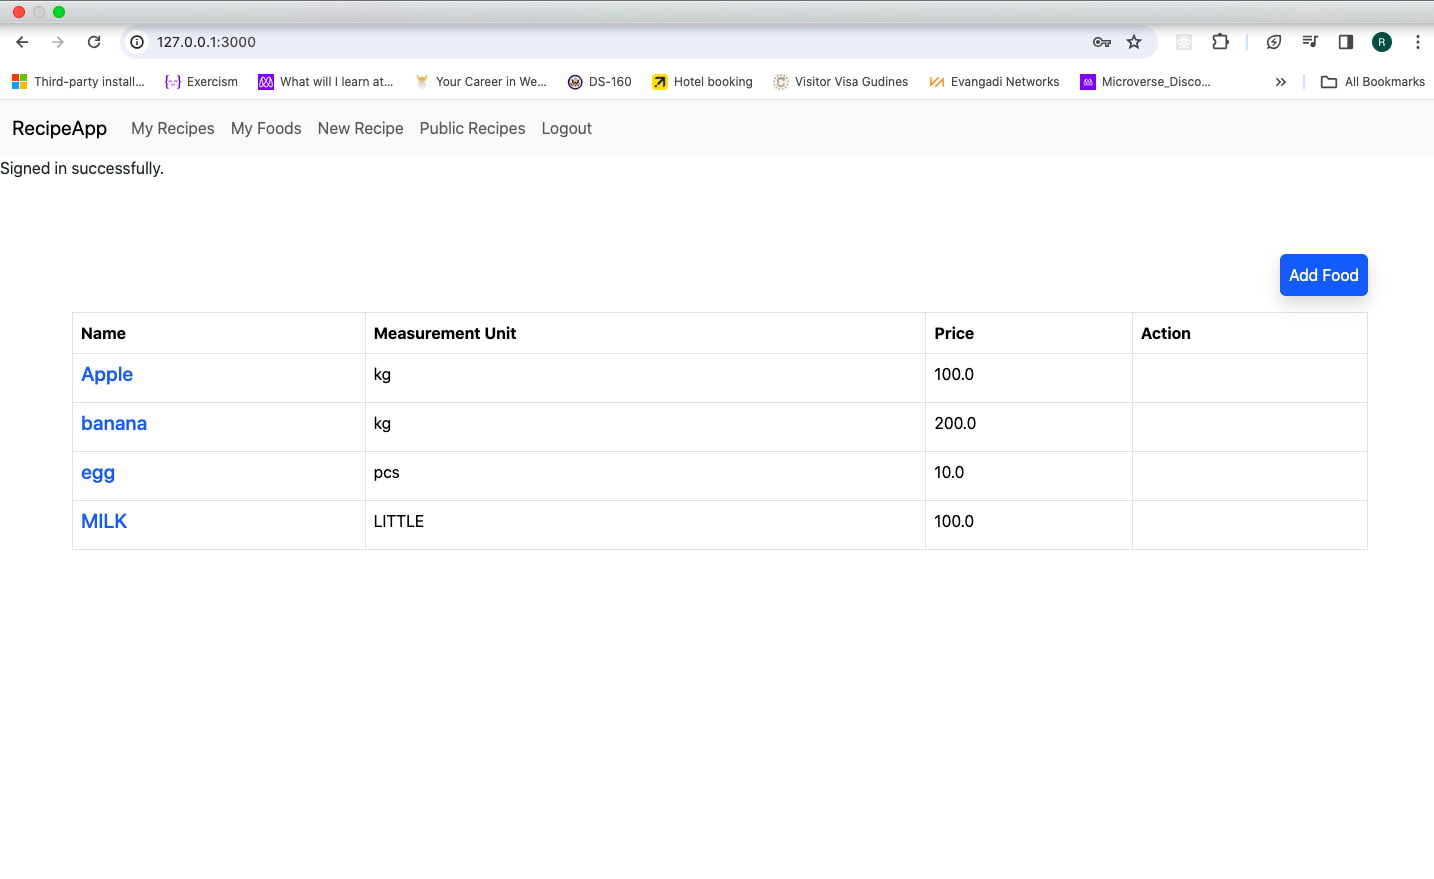 127.0.0.1:3000
R
Third-party install... Exercism What will I learn at... Your Career in We... DS-160 Hotel booking Visitor Visa Gudines Evangadi Networks Microverse_Disco... » All Bookmarks
RecipeApp My Recipes My Foods New Recipe Public Recipes Logout
Signed in successfully.
Add Food
Name Measurement Unit Price Action
Apple kg 100.0
banana kg 200.0
egg pcs 10.0
MILK LITTLE 100.0